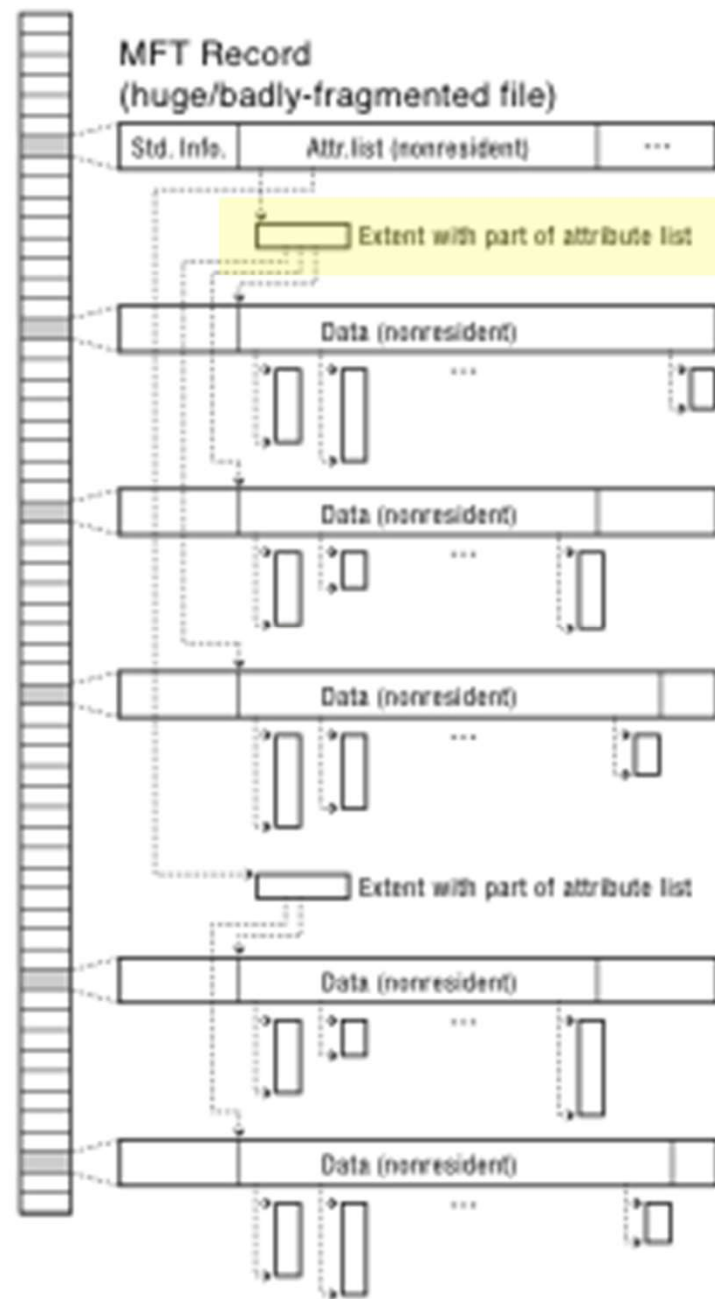 MFT Record
(huge/badly-fragmented file)
Std. Info. Attr.list (nonresident) ...
Extent with part of attribute list
Data (nonresident)
...
Data (nonresident)
...
Data (nonresident)
...
Extent with part of attribute list
Data (nonresident)
...
Data (nonresident)
...